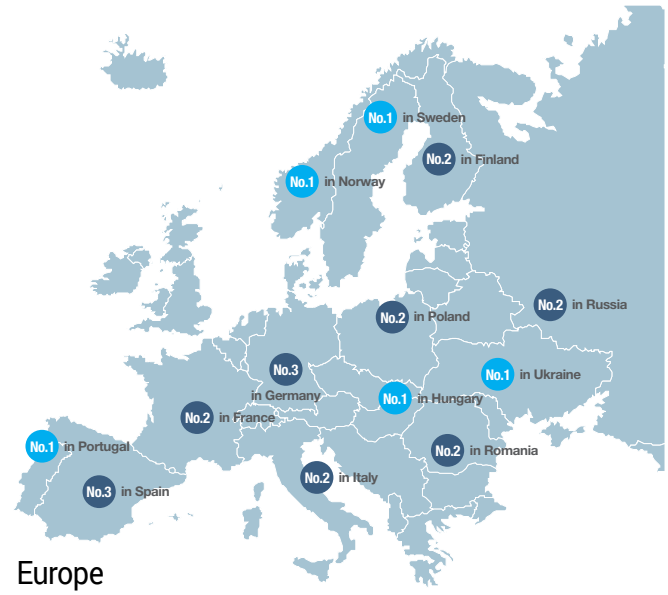 No.1 in Sweden
No.2 in Finland
No.1 in Norway
No.2 in Russia
No.2 in Poland
No.3
in Germany
No.1 in Ukraine
No.1 in Hungary
No.2 in France
No.1 in Portugal
No.2 in Romania
No.2 in Italy
No.3 in Spain
Europe